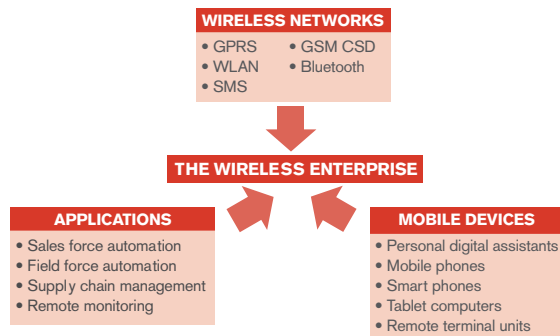 WIRELESS NETWORKS
• GPRS • GSM CSD
• WLAN • Bluetooth
• SMS
THE WIRELESS ENTERPRISE
APPLICATIONS
• Sales force automation
• Field force automation
• Supply chain management
• Remote monitoring
MOBILE DEVICES
• Personal digital assistants
• Mobile phones
• Smart phones
• Tablet computers
• Remote terminal units